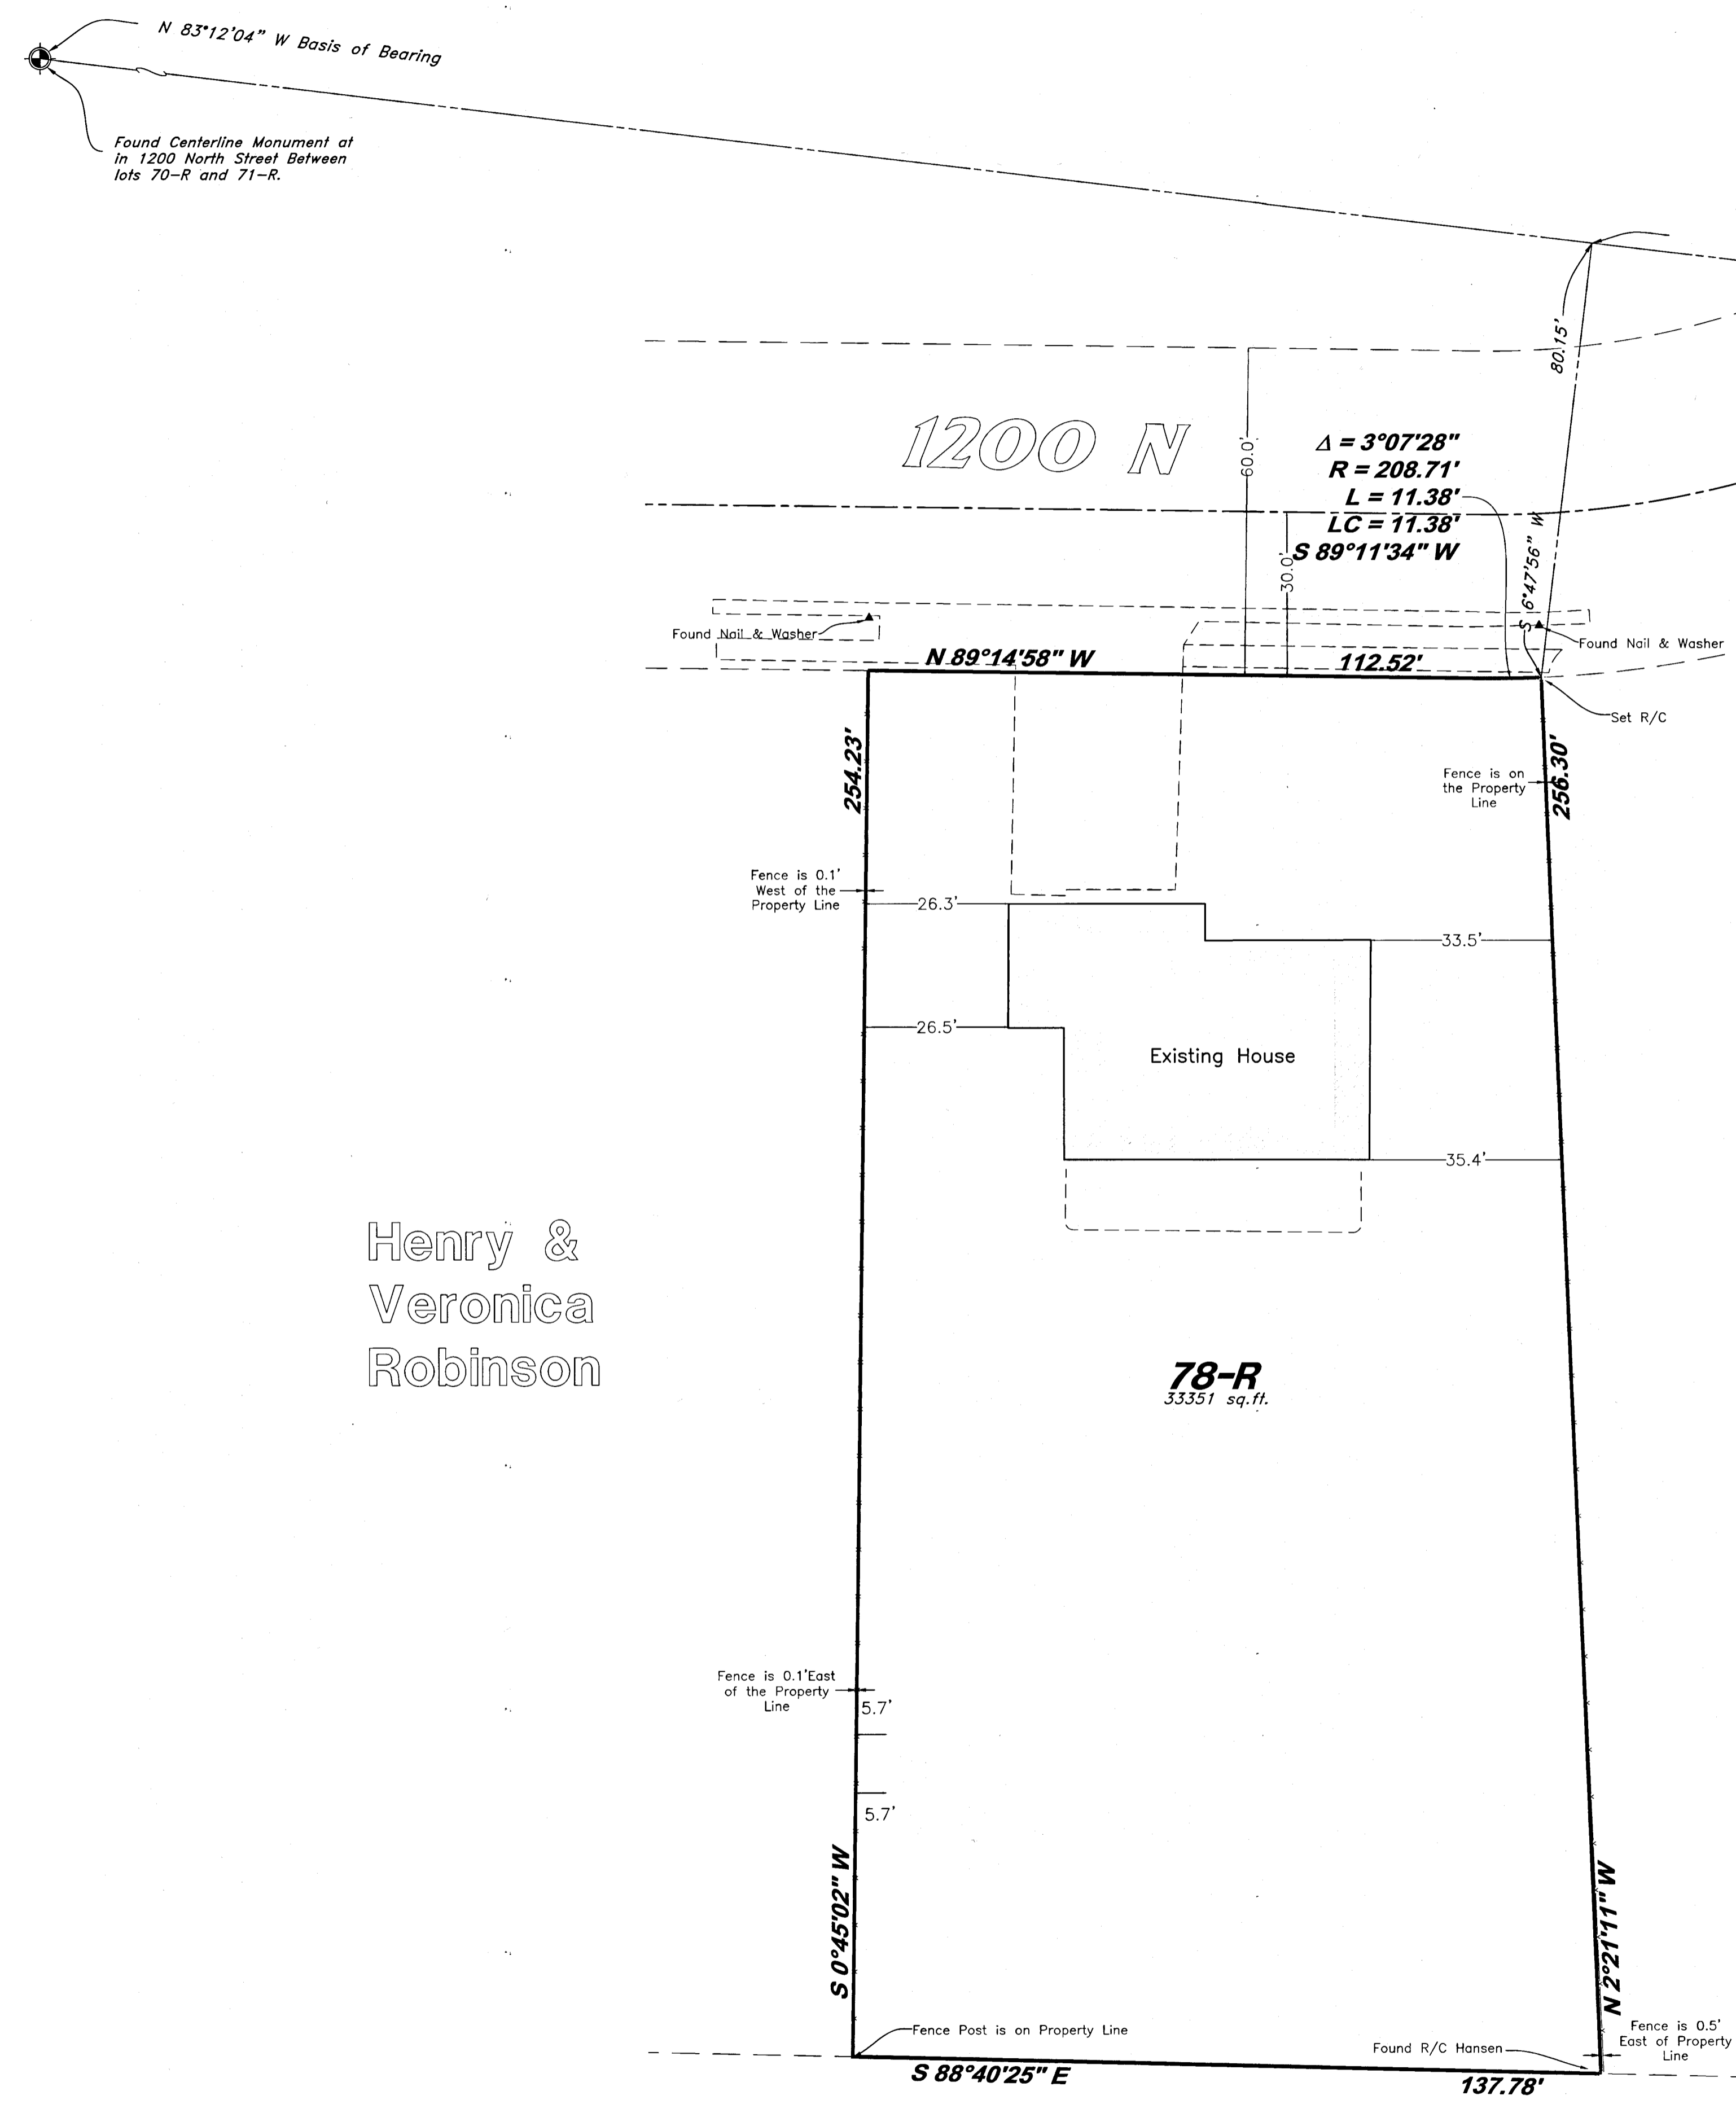 N 83°12'04" W Basis of Bearing
Found Centerline Monument at
in 1200 North Street Between
lots 70-R and 71-R.
80.15'
1200 N
60.0'
Δ = 3°07'28"
R = 208.71'
L = 11.38'
LC = 11.38'
S 89°11'34" W
30.0'
S 6°47'56" W
Found Nail & Washer
Found Nail & Washer
N 89°14'58" W
112.52'
Set R/C
254.23'
Fence is on
the Property
Line
256.30'
Fence is 0.1'
West of the
Property Line
26.3'
33.5'
26.5'
Existing House
35.4'
Henry &
Veronica
Robinson
78-R
33351 sq.ft.
Fence is 0.1'East
of the Property
Line
5.7'
5.7'
S 0°45'02" W
N 2°21'11" W
Fence Post is on Property Line
Found R/C Hansen
Fence is 0.5'
East of Property
Line
S 88°40'25" E
137.78'